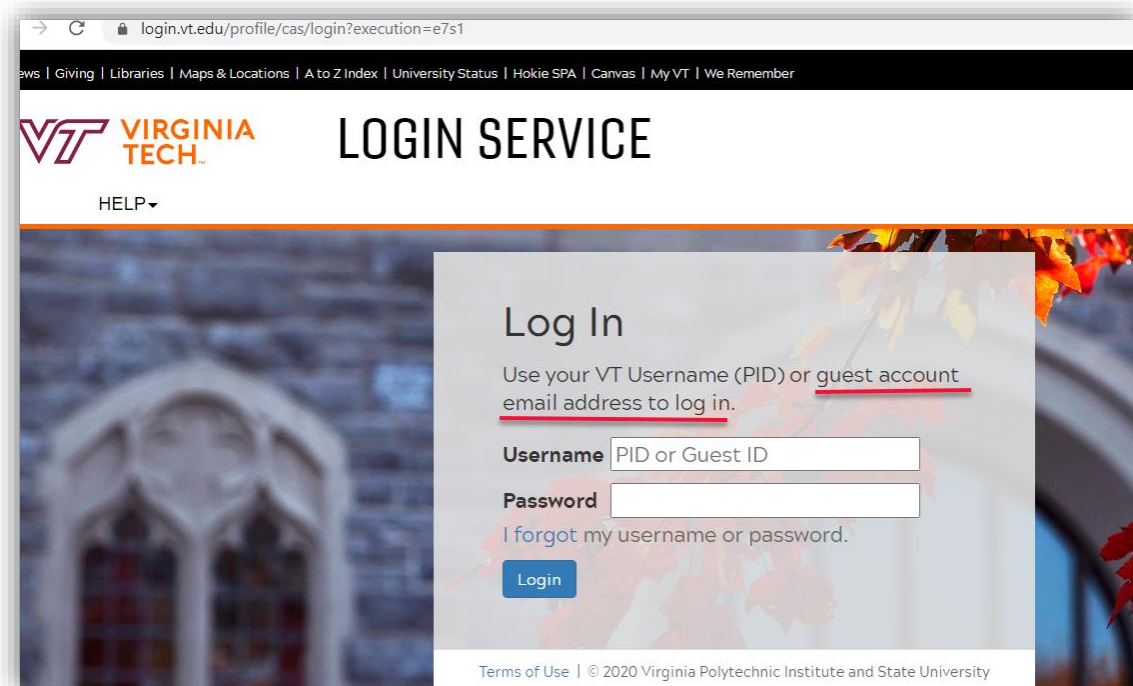 login.vt.edu/profile/cas/login?execution=e7s1
ews | Giving | Libraries | Maps & Locations | A to Z Index | University Status | Hokie SPA | Canvas | My VT | We Remember
VT VIRGINIA TECH™ LOGIN SERVICE
HELP
Log In
Use your VT Username (PID) or guest account
email address to log in.
Username PID or Guest ID
Password
I forgot my username or password.
Login
Terms of Use | © 2020 Virginia Polytechnic Institute and State University